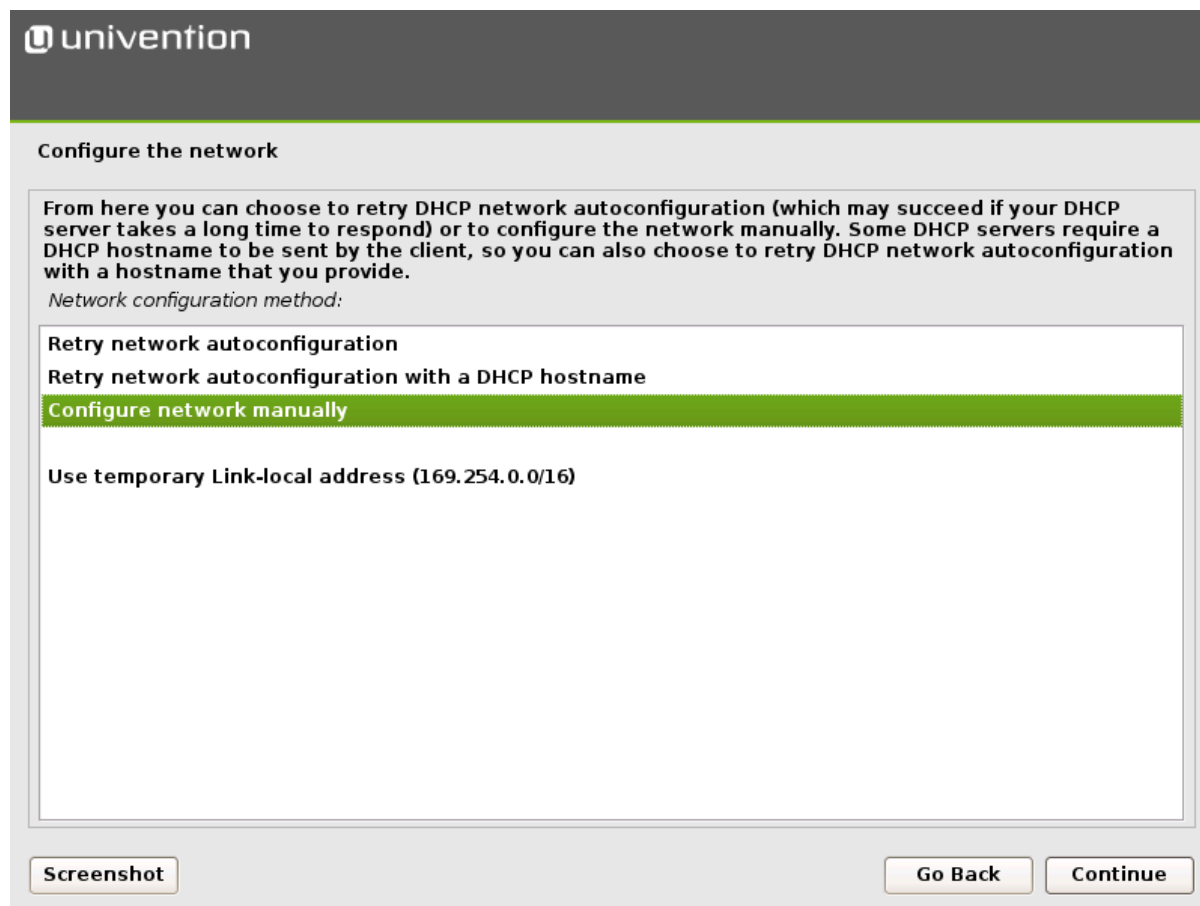 univention
Configure the network
From here you can choose to retry DHCP network autoconfiguration (which may succeed if your DHCP
server takes a long time to respond) or to configure the network manually. Some DHCP servers require a
DHCP hostname to be sent by the client, so you can also choose to retry DHCP network autoconfiguration
with a hostname that you provide.
Network configuration method:
Retry network autoconfiguration
Retry network autoconfiguration with a DHCP hostname
Configure network manually
Use temporary Link-local address (169.254.0.0/16)
Screenshot
Go Back
Continue